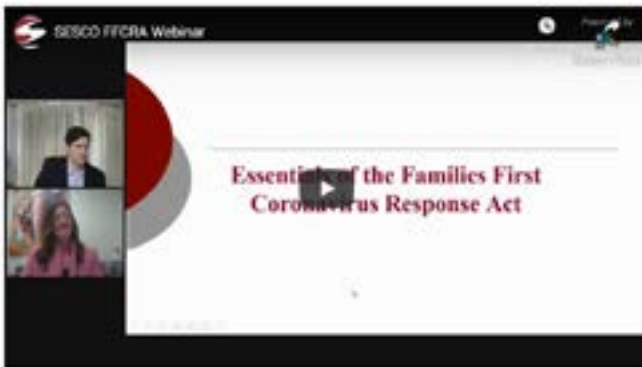 SESCO FFCRA Webinar
Essentials of the Families First
Coronavirus Response Act